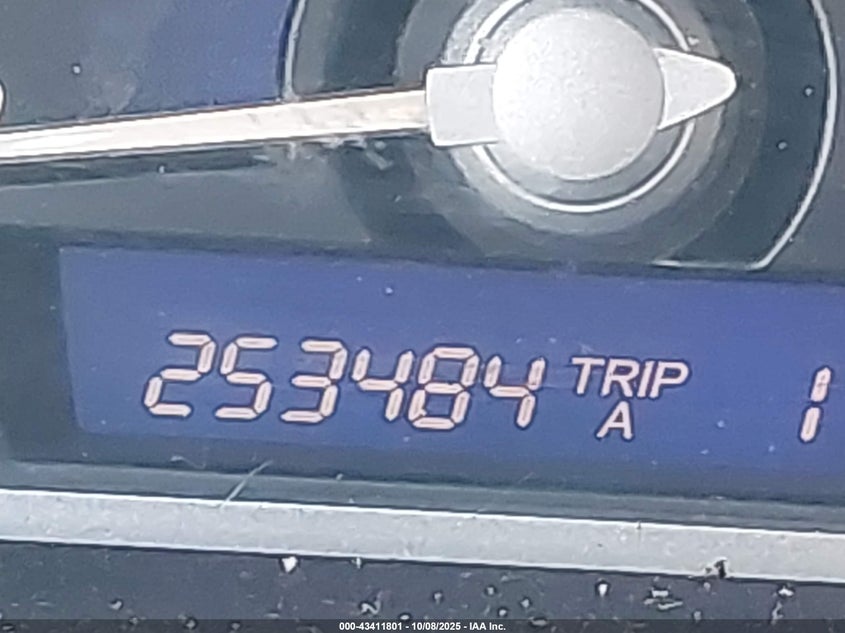 253484 TRIP A 1
000-43411801 - 10/08/2025 - IAA Inc.